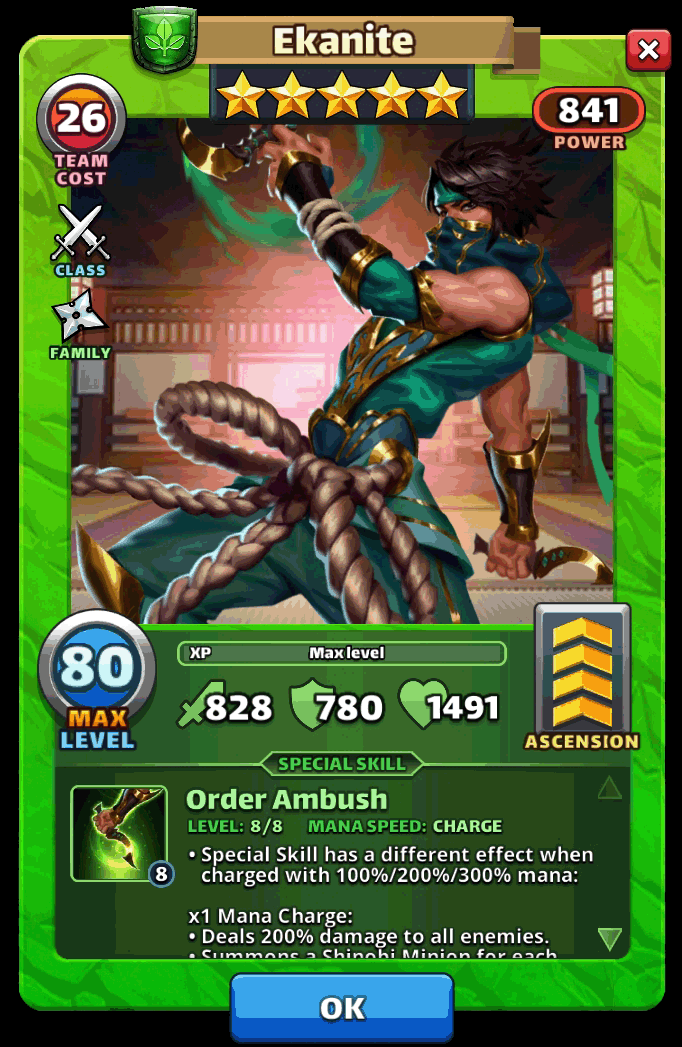 Ekanite
26
TEAM
COST
841
POWER
CLASS
FAMILY
80
MAX
LEVEL
XP Max level
828 780 1491
ASCENSION
SPECIAL SKILL
Order Ambush
LEVEL: 8/8 MANA SPEED: CHARGE
8
• Special Skill has a different effect when
charged with 100%/200%/300% mana:
x1 Mana Charge:
• Deals 200% damage to all enemies.
• Summons a Shinobi Minion for each
OK